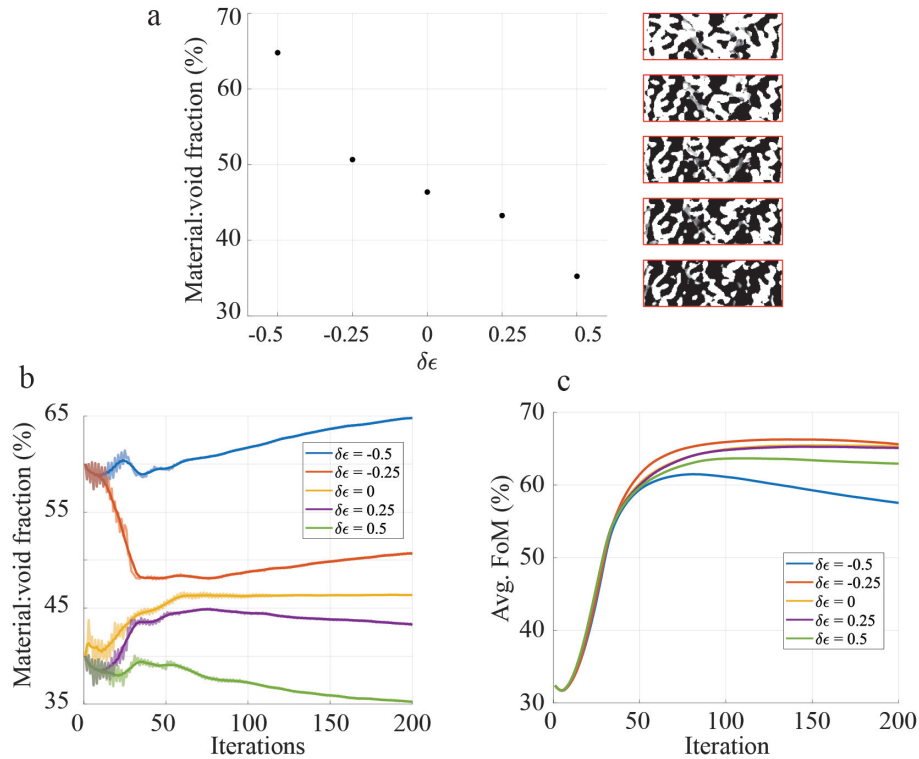 a
Material:void fraction (%)
70
60
50
40
30
-0.5
-0.25
0
0.25
0.5
δϵ
b
Material:void fraction (%)
65
55
45
35
0
50
100
150
200
Iterations
δϵ = -0.5
δϵ = -0.25
δϵ = 0
δϵ = 0.25
δϵ = 0.5
c
Avg. FoM (%)
70
60
50
40
30
0
50
100
150
200
Iteration
δϵ = -0.5
δϵ = -0.25
δϵ = 0
δϵ = 0.25
δϵ = 0.5